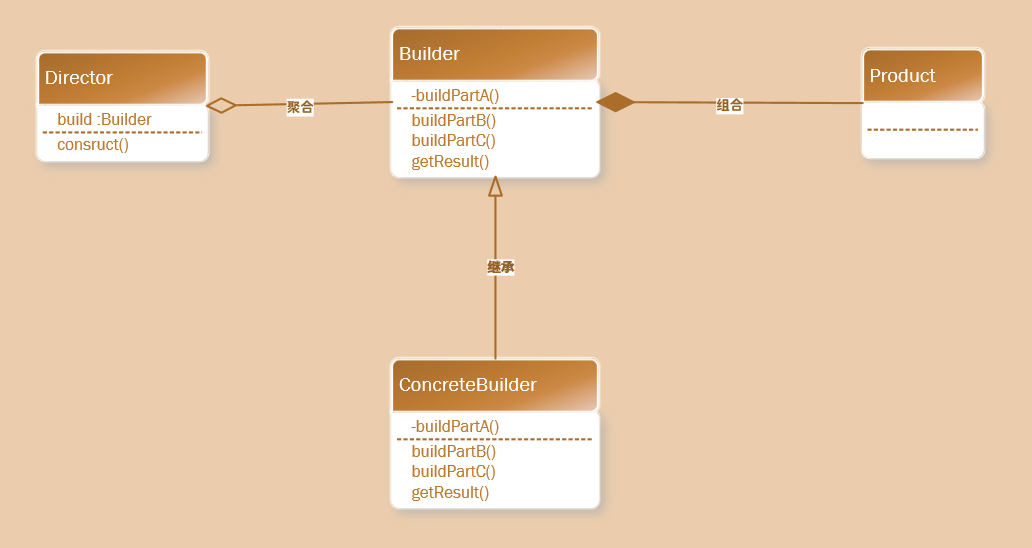 Director
build :Builder
consruct()
聚合
Builder
-buildPartA()
buildPartB()
buildPartC()
getResult()
组合
Product
继承
ConcreteBuilder
-buildPartA()
buildPartB()
buildPartC()
getResult()